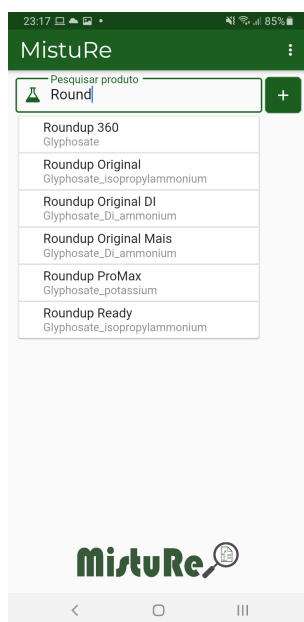 23:17
85%
MistuRe
Pesquisar produto
Round
+
Roundup 360
Glyphosate
Roundup Original
Glyphosate_isopropylammonium
Roundup Original DI
Glyphosate_Di_ammonium
Roundup Original Mais
Glyphosate_Di_ammonium
Roundup ProMax
Glyphosate_potassium
Roundup Ready
Glyphosate_isopropylammonium
MistuRe